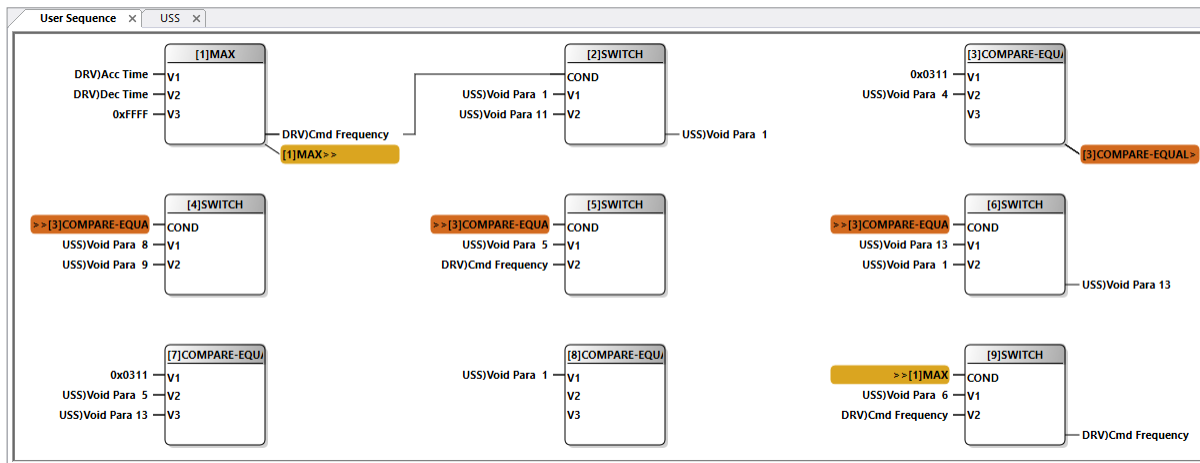 User Sequence
USS
[1]MAX
DRV)Acc Time V1
DRV)Dec Time V2
0xFFFF V3
DRV)Cmd Frequency
[1]MAX>>
[2]SWITCH
COND
USS)Void Para 1 V1
USS)Void Para 11 V2
USS)Void Para 1
[3]COMPARE-EQUA
0x0311 V1
USS)Void Para 4 V2
V3
[3]COMPARE-EQUAL>
[4]SWITCH
>>[3]COMPARE-EQUA COND
USS)Void Para 8 V1
USS)Void Para 9 V2
[5]SWITCH
>>[3]COMPARE-EQUA COND
USS)Void Para 5 V1
DRV)Cmd Frequency V2
[6]SWITCH
>>[3]COMPARE-EQUA COND
USS)Void Para 13 V1
USS)Void Para 1 V2
USS)Void Para 13
[7]COMPARE-EQUA
0x0311 V1
USS)Void Para 5 V2
USS)Void Para 13 V3
[8]COMPARE-EQUA
USS)Void Para 1 V1
V2
V3
[9]SWITCH
>>[1]MAX COND
USS)Void Para 6 V1
DRV)Cmd Frequency V2
DRV)Cmd Frequency